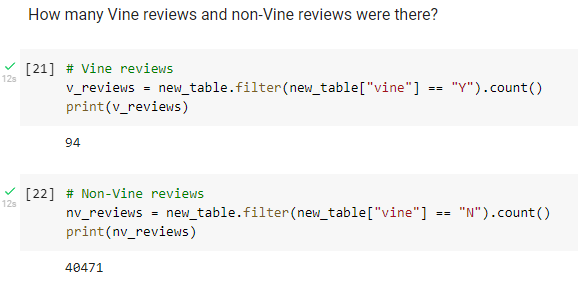 How many Vine reviews and non-Vine reviews were there?
[21] # Vine reviews
12s
v_reviews = new_table.filter(new_table["vine"] == "Y").count()
print(v_reviews)
94
[22] # Non-Vine reviews
12s
nv_reviews = new_table.filter(new_table["vine"] == "N").count()
print(nv_reviews)
40471